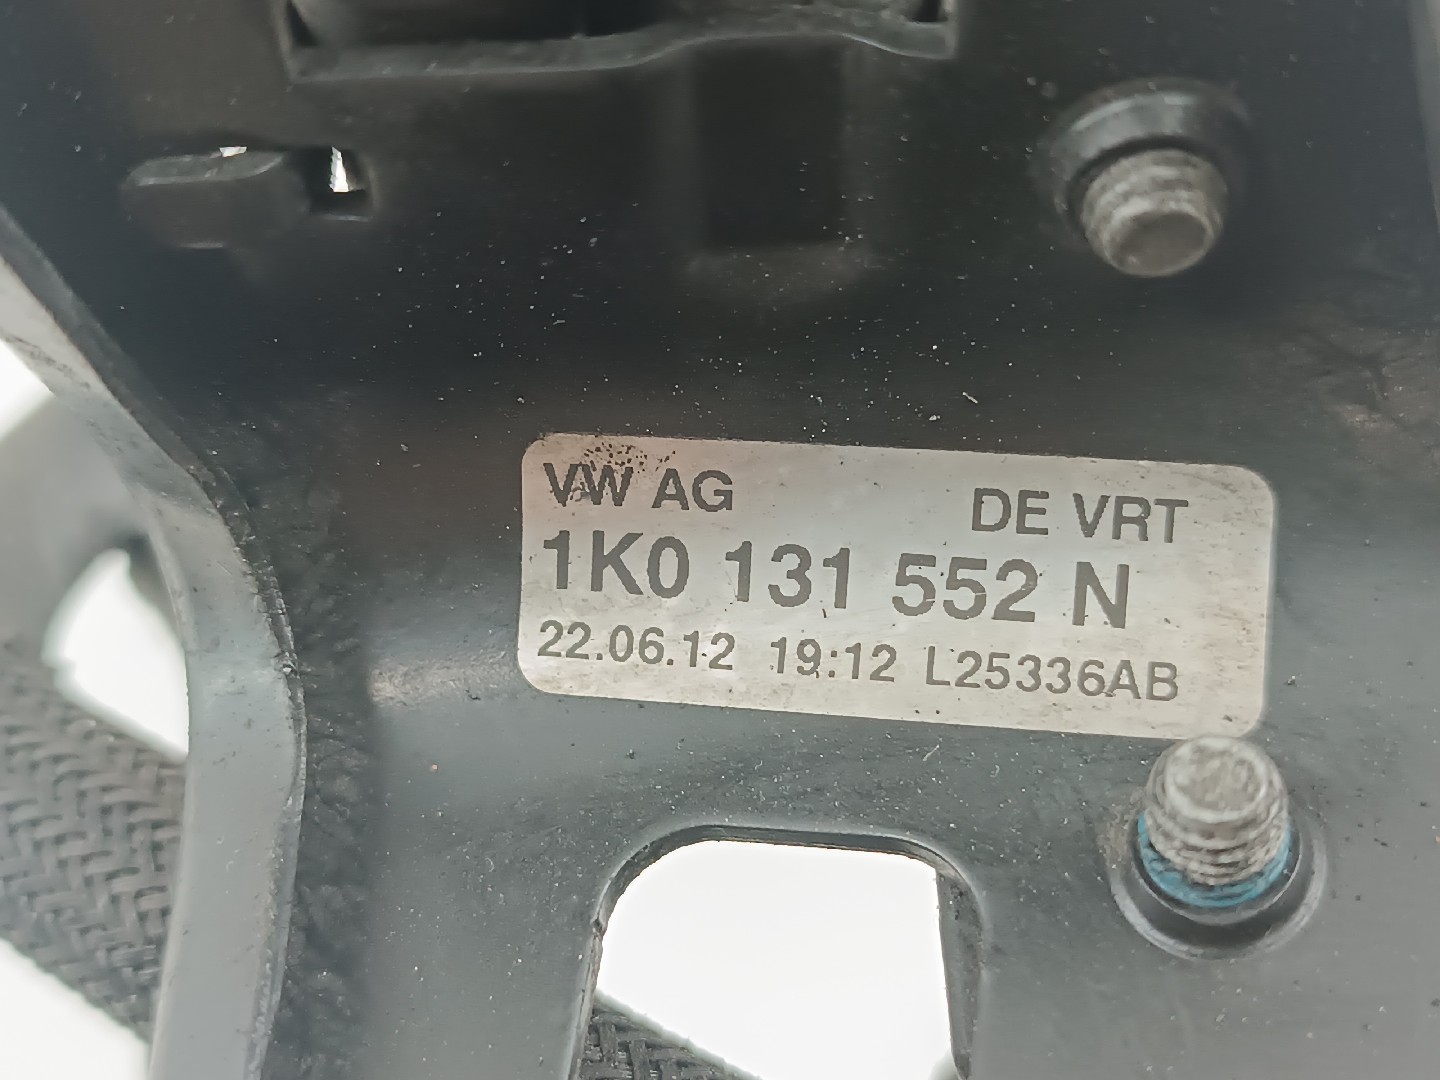 VW AG DE VRT
1K0 131 552 N
22.06.12 19:12 L25336AB